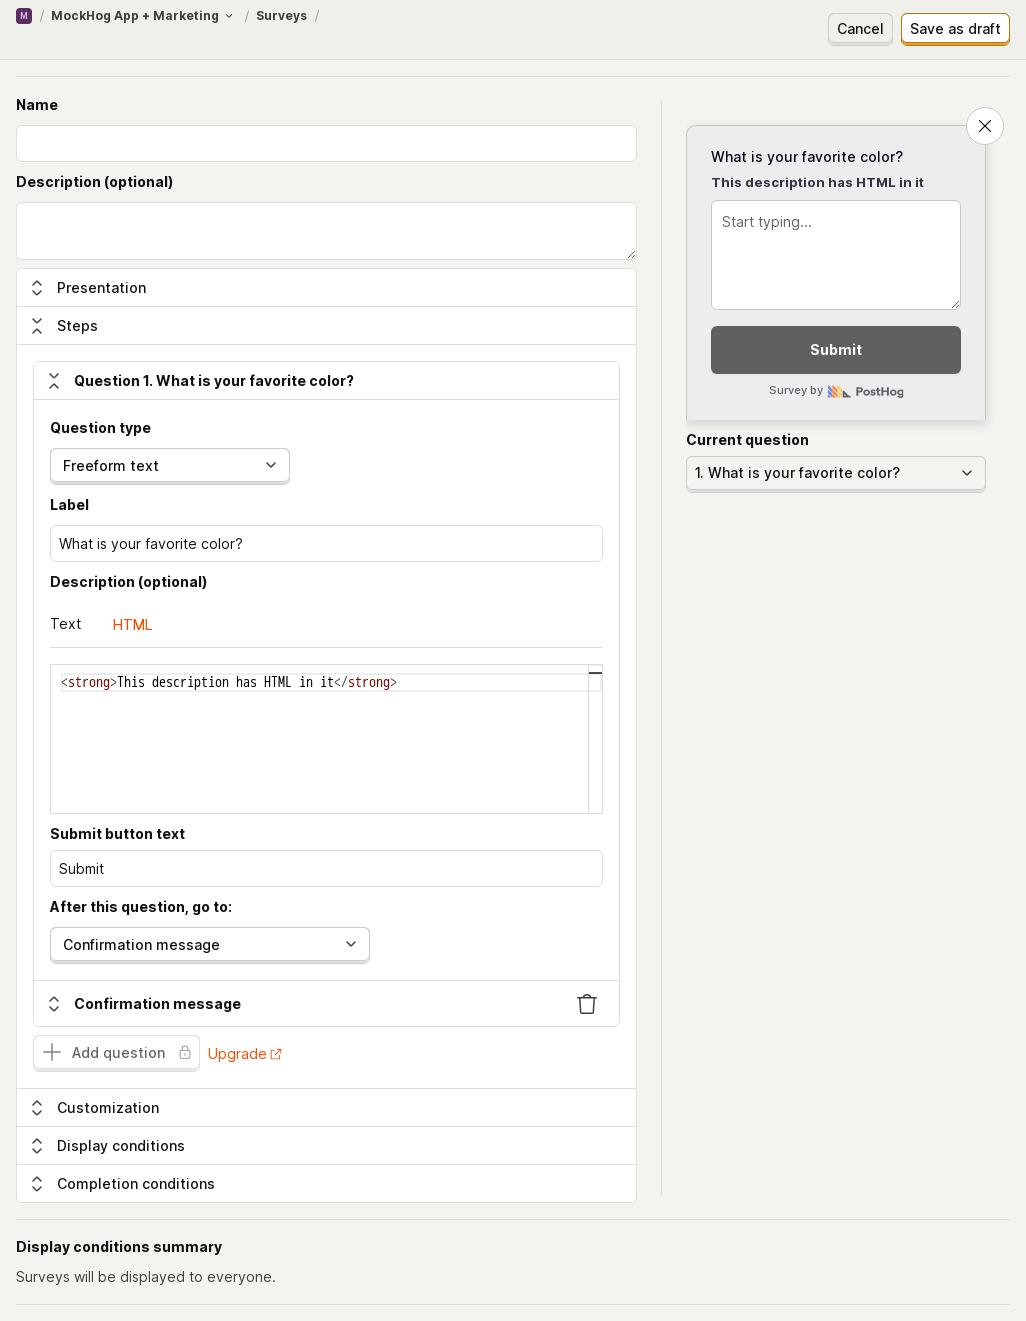 M / MockHog App + Marketing / Surveys /
Cancel
Save as draft
Name
Description (optional)
Presentation
Steps
Question 1. What is your favorite color?
Question type
Freeform text
Label
What is your favorite color?
Description (optional)
Text
HTML
<strong>This description has HTML in it</strong>
Submit button text
Submit
After this question, go to:
Confirmation message
Confirmation message
Add question
Upgrade
Customization
Display conditions
Completion conditions
What is your favorite color?
This description has HTML in it
Start typing...
Submit
Survey by PostHog
Current question
1. What is your favorite color?
Display conditions summary
Surveys will be displayed to everyone.